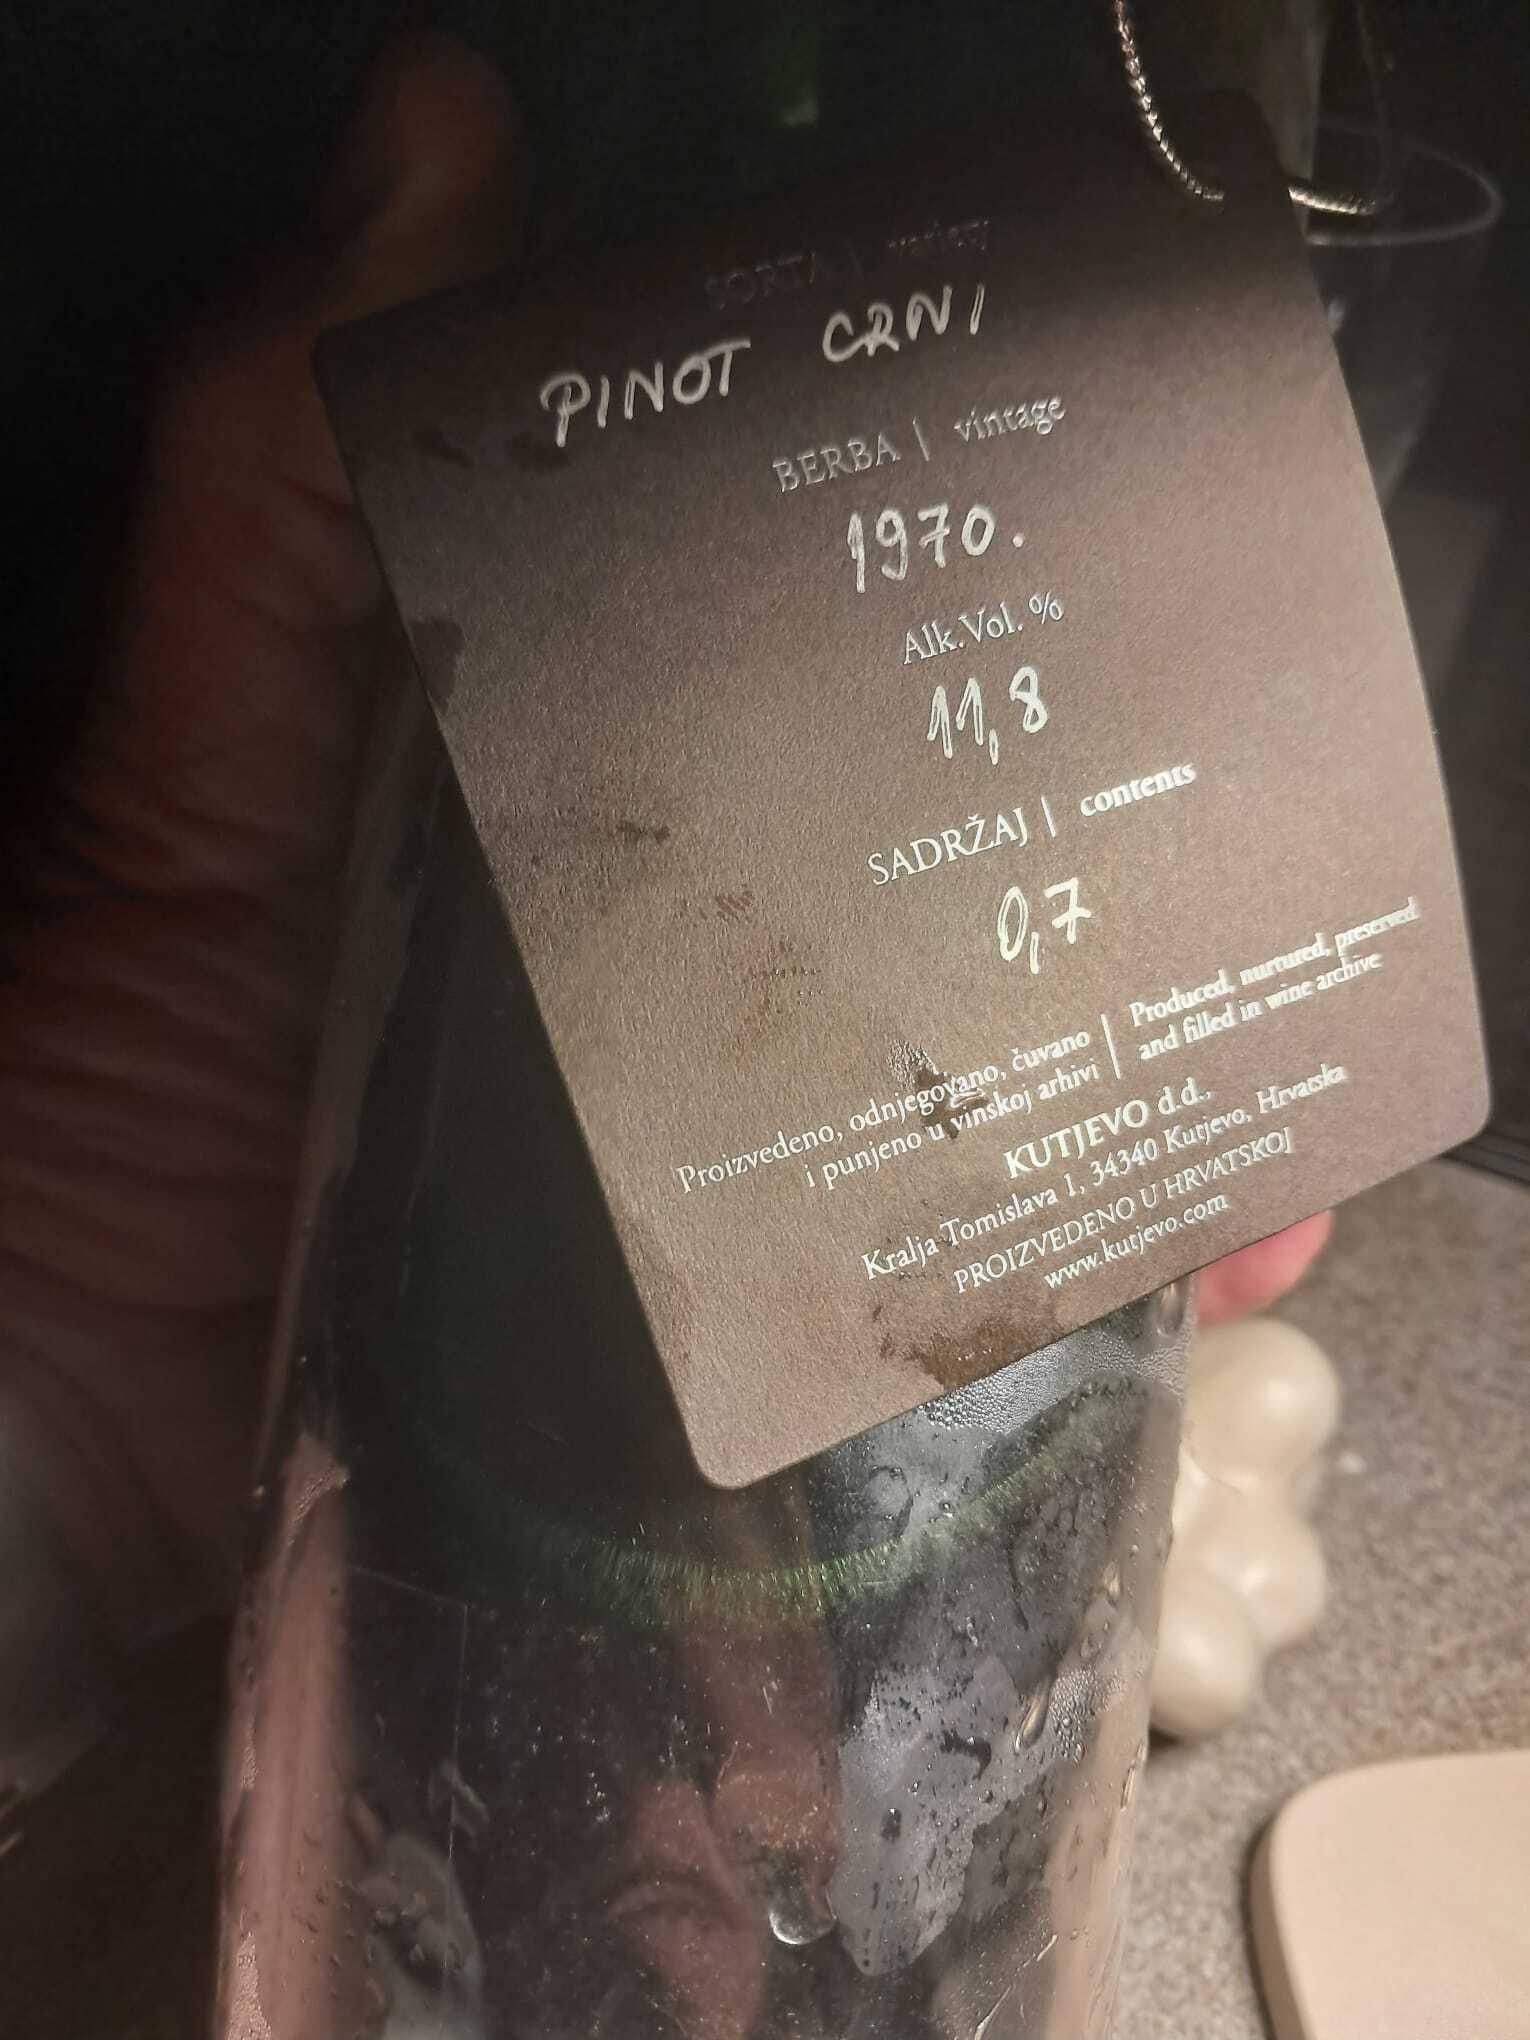 SORTA | variety
PINOT CRNI
BERBA | vintage
1970.
Alk.Vol. %
11,8
SADRŽAJ | contents
0,7
Proizvedeno, odnjegovano, čuvano
i punjeno u vinskoj arhivi
Produced, nurtured, preserved
and filled in wine archive
KUTJEVO d.d.,
Kralja Tomislava 1, 34340 Kutjevo, Hrvatska
PROIZVEDENO U HRVATSKOJ
www.kutjevo.com